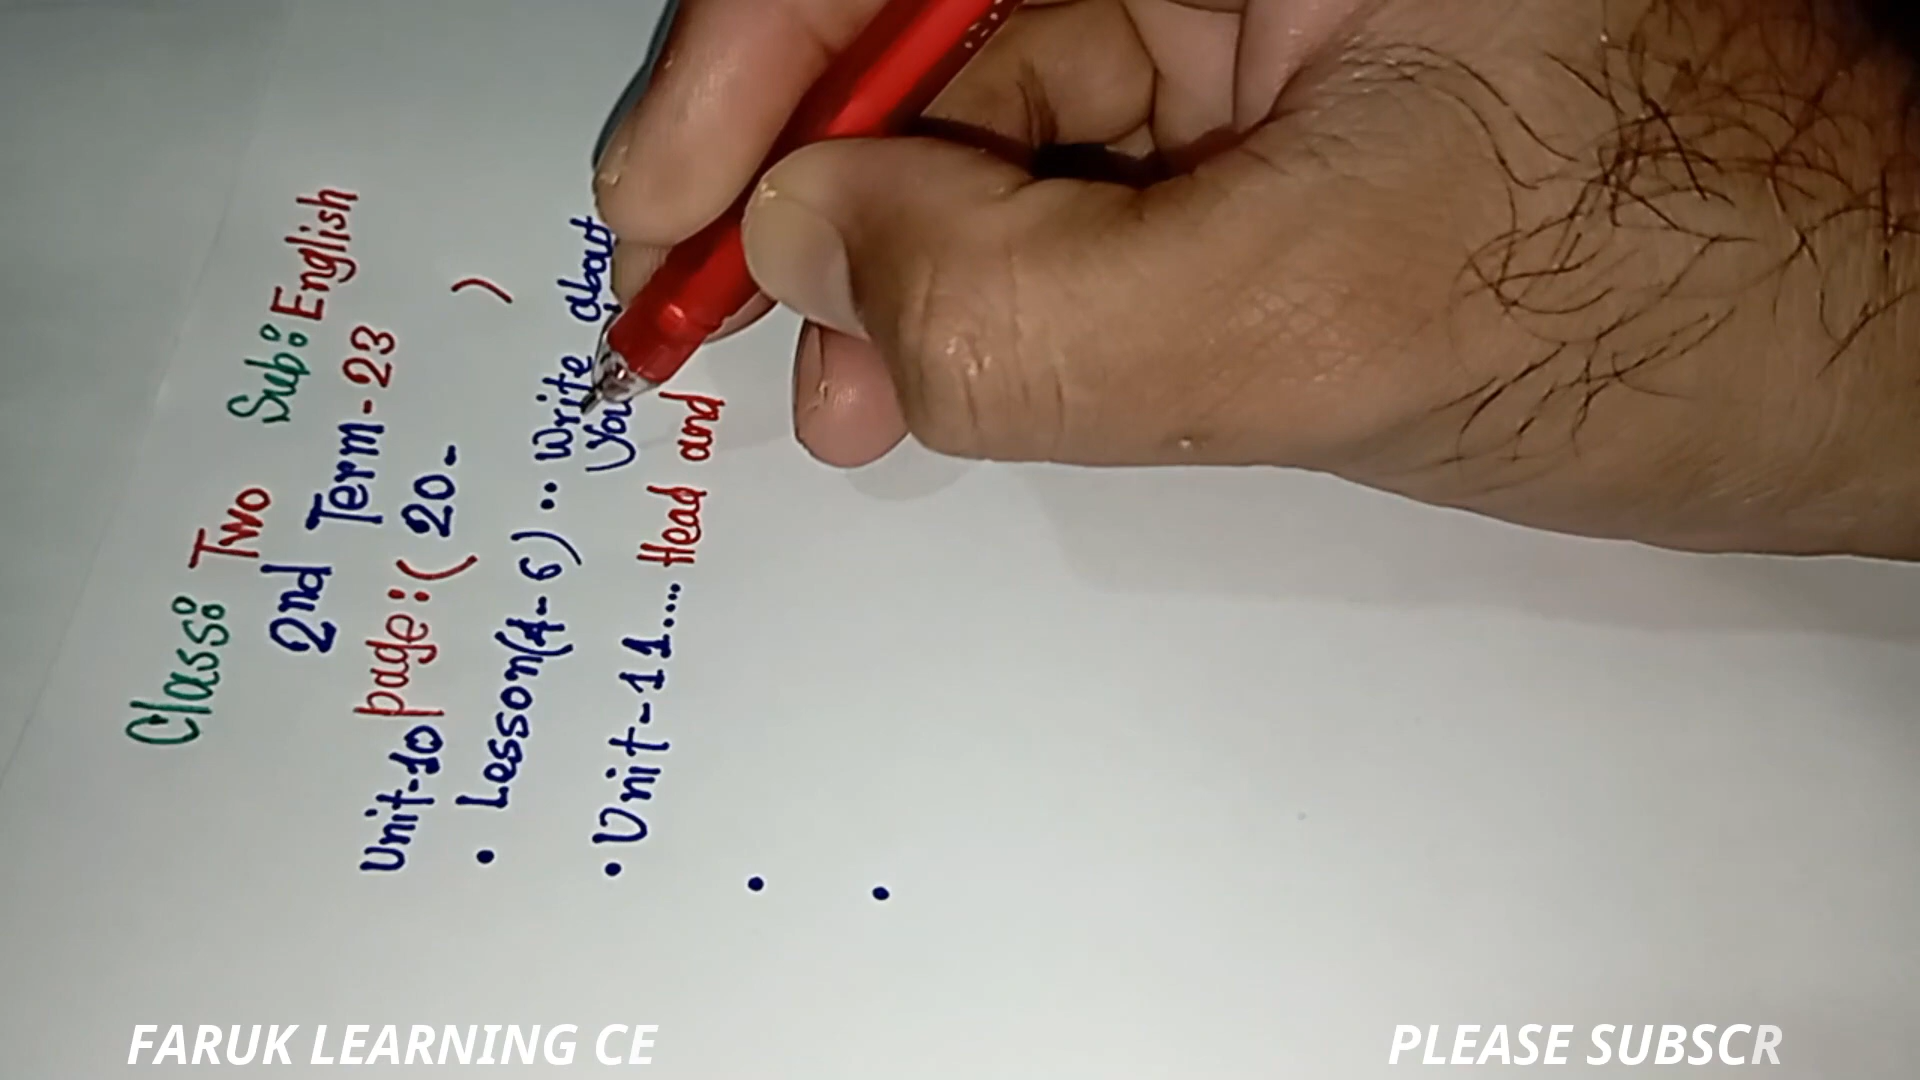 Class: Two Sub: English
2nd Term-23
Unit-10 page: ( 20- )
• Lesson(4-6) .. Write about
• Unit-11.... Head and
FARUK LEARNING CE
PLEASE SUBSCR